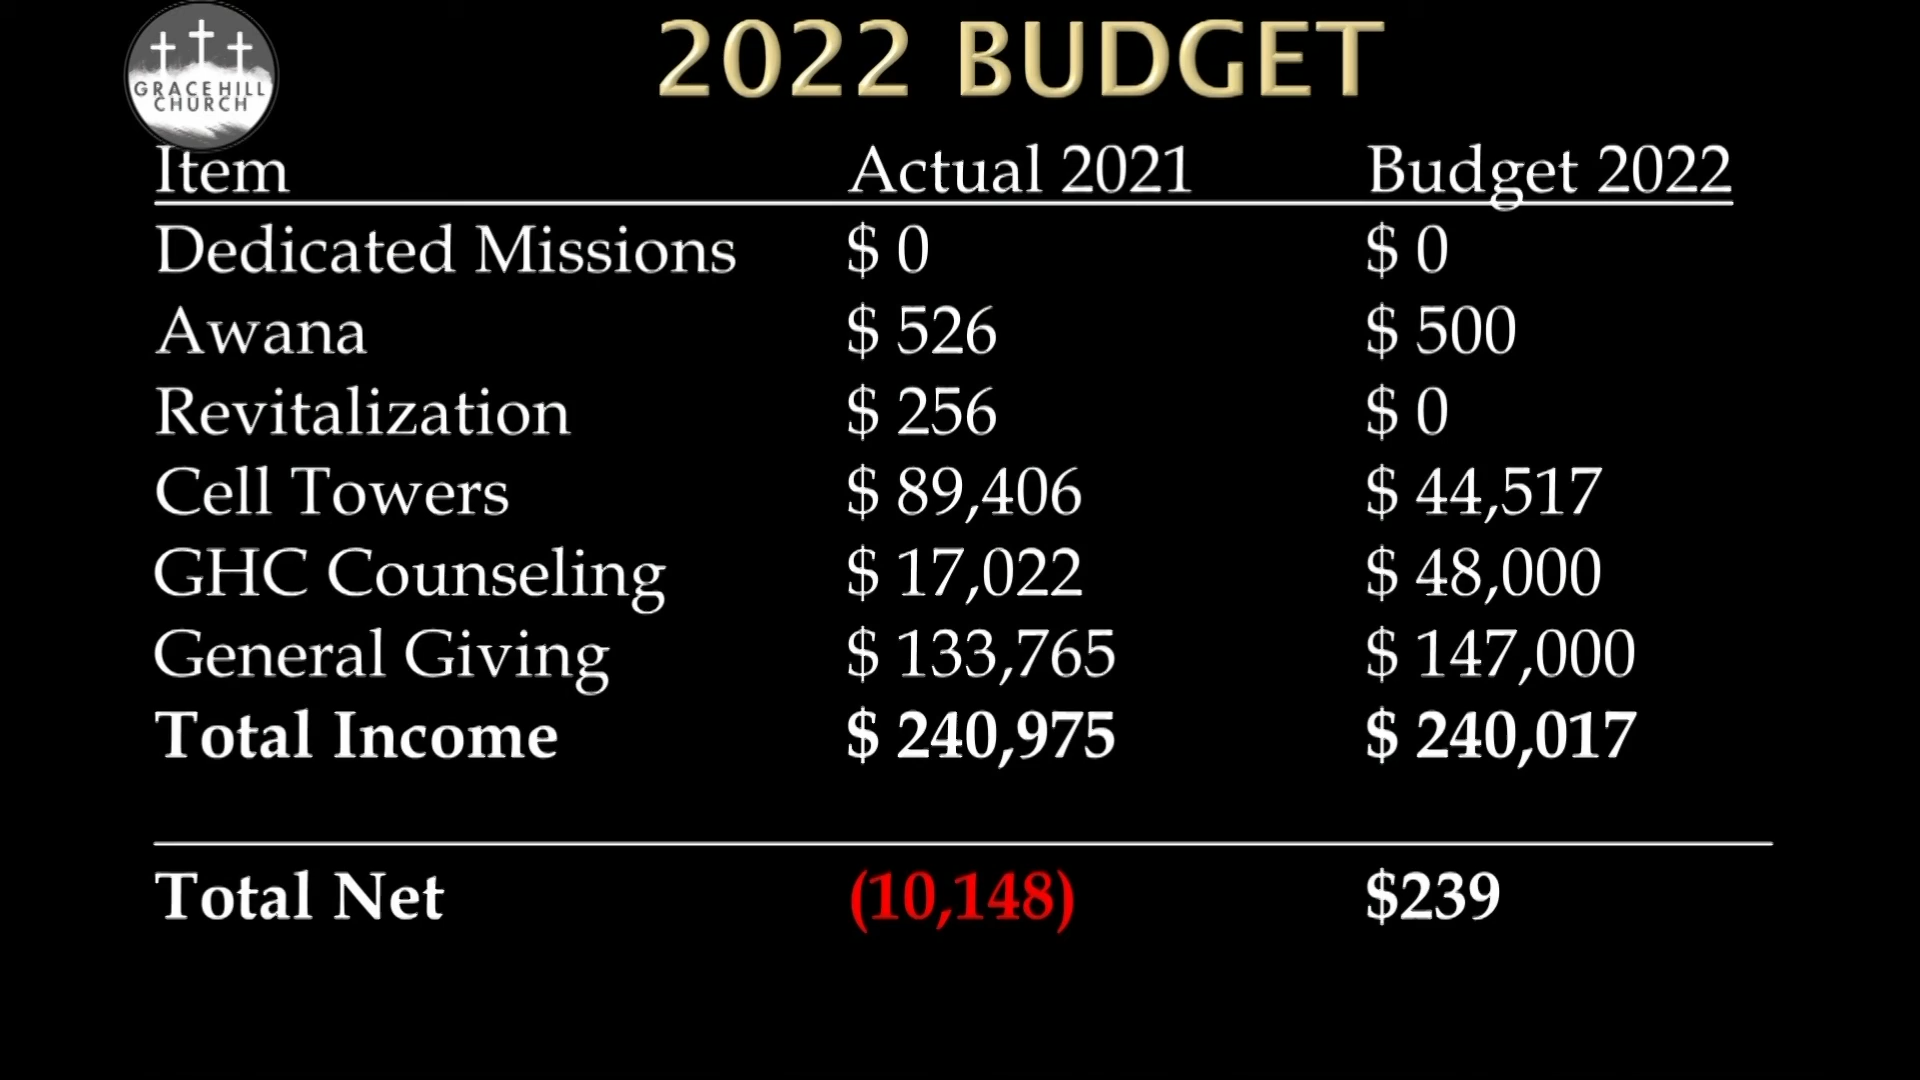 GRACE HILL
CHURCH
2022 BUDGET
Item Actual 2021 Budget 2022
Dedicated Missions $ 0 $ 0
Awana $ 526 $ 500
Revitalization $ 256 $ 0
Cell Towers $ 89,406 $ 44,517
GHC Counseling $ 17,022 $ 48,000
General Giving $ 133,765 $ 147,000
Total Income $ 240,975 $ 240,017
Total Net (10,148) $239